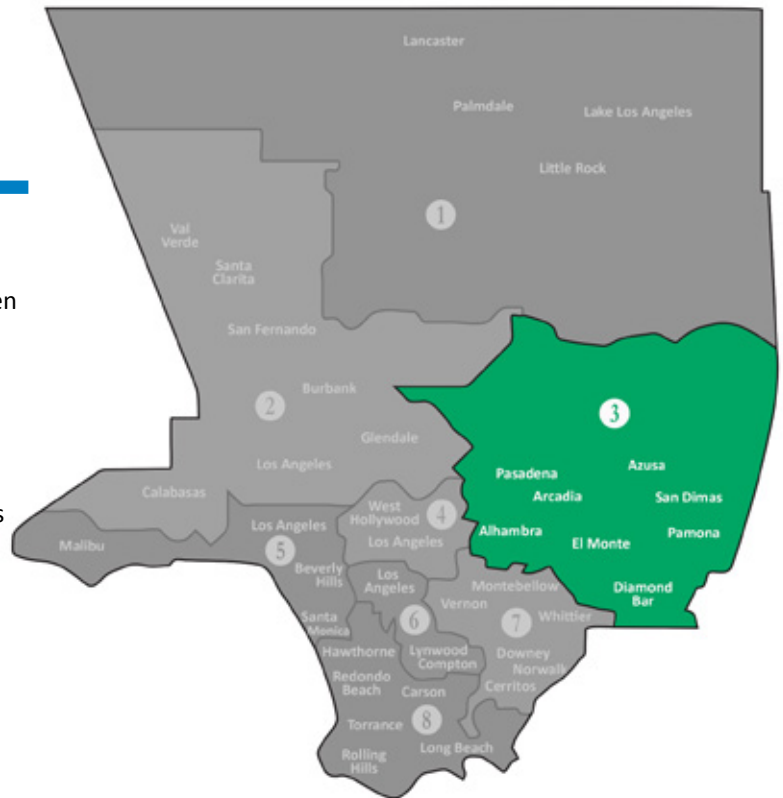 Lancaster
Palmdale
Lake Los Angeles
Little Rock
1
Val
Verde
Santa
Clarita
en
San Fernando
Burbank
2
3
Glendale
Los Angeles
Azusa
Pasadena
Calabasas
Arcadia
San Dimas
s
West
Hollywood
4
Los Angeles
Los Angeles
5
Alhambra
El Monte
Pamona
Malibu
Beverly
Hills
Los
Angeles
Montebellow
Vernon
Diamond
Bar
Santa
Monica
6
7
Whittier
Hawthorne
Lynwood
Compton
Downey
Norwalk
Redondo
Beach
Carson
Cerritos
Torrance
8
Rolling
Hills
Long Beach